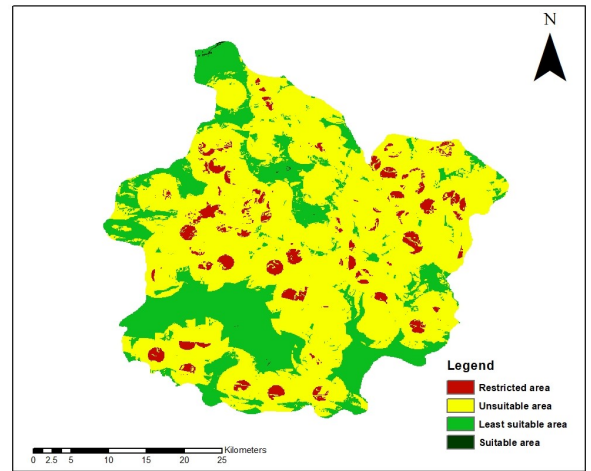 N
Legend
Restricted area
Unsuitable area
Least suitable area
Suitable area
Kilometers
0 2.5 5 10 15 20 25